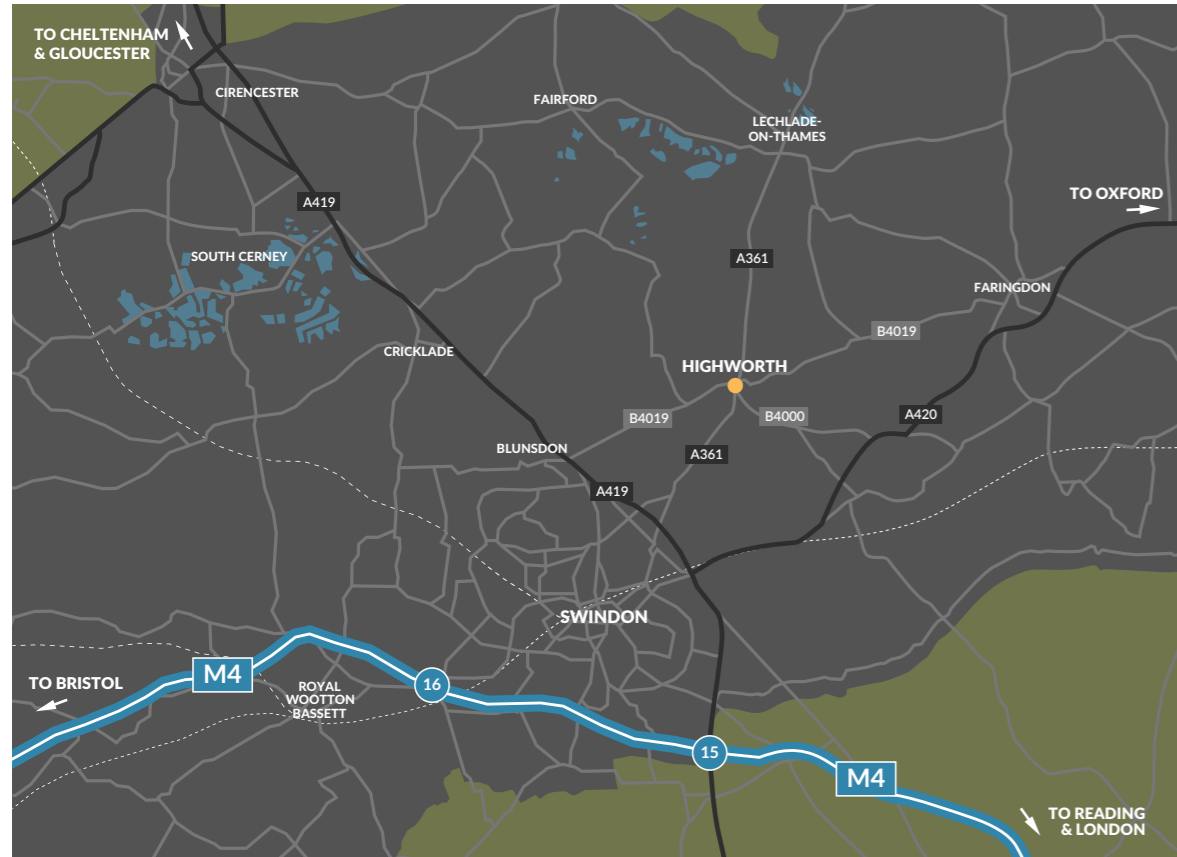 TO CHELTENHAM
& GLOUCESTER
CIRENCESTER
FAIRFORD
LECHLADE-
ON-THAMES
A419
TO OXFORD
SOUTH CERNEY
A361
FARINGDON
B4019
CRICKLADE
HIGHWORTH
B4019
B4000
A420
BLUNSDON
A361
A419
SWINDON
M4
TO BRISTOL
16
ROYAL
WOOTTON
BASSETT
15
M4
TO READING
& LONDON